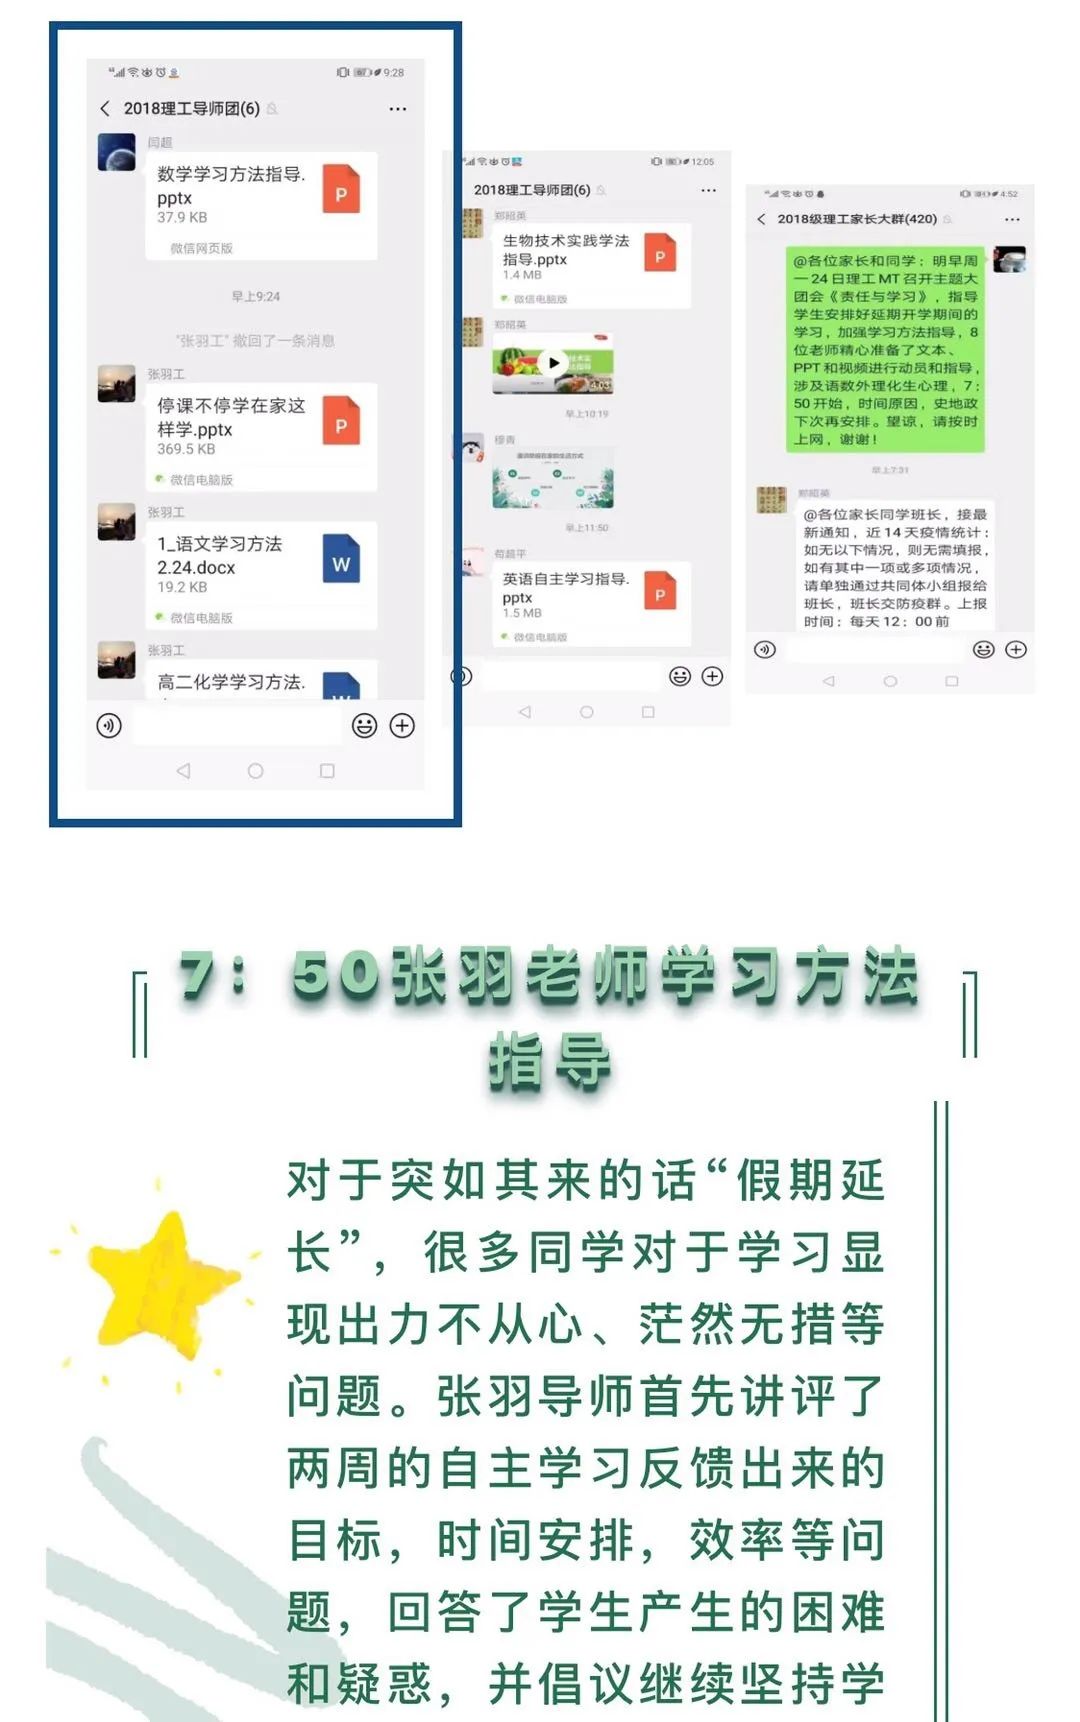 9:28
2018理工导师团(6)
闫超
数学学习方法指导.
pptx
37.9 KB
微信网页版
早上9:24
"张羽工" 撤回了一条消息
张羽工
停课不停学在家这
样学.pptx
369.5 KB
微信电脑版
张羽工
1_语文学习方法
2.24.docx
19.2 KB
微信电脑版
张羽工
高二化学学习方法.
12:05
2018理工导师团(6)
郑昭英
生物技术实践学法
指导.pptx
1.4 MB
微信电脑版
郑昭英
4:03
早上10:19
穆青
早上11:50
苟超平
英语自主学习指导.
pptx
1.5 MB
微信电脑版
4:52
2018级理工家长大群(420)
@各位家长和同学：明早周
一24日理工MT召开主题大
团会《责任与学习》，指导
学生安排好延期开学期间的
学习，加强学习方法指导，8
位老师精心准备了文本、
PPT和视频进行动员和指导，
涉及语数外理化生心理，7：
50开始，时间原因，史地政
下次再安排。望谅，请按时
上网，谢谢！
早上7:31
郑昭英
@各位家长同学班长，接最
新通知，近14天疫情统计：
如无以下情况，则无需填报，
如有其中一项或多项情况，
请单独通过共同体小组报给
班长，班长交防疫群。上报
时间：每天12：00前
7：50张羽老师学习方法
指导
对于突如其来的话“假期延
长”，很多同学对于学习显
现出力不从心、茫然无措等
问题。张羽导师首先讲评了
两周的自主学习反馈出来的
目标，时间安排，效率等问
题，回答了学生产生的困难
和疑惑，并倡议继续坚持学